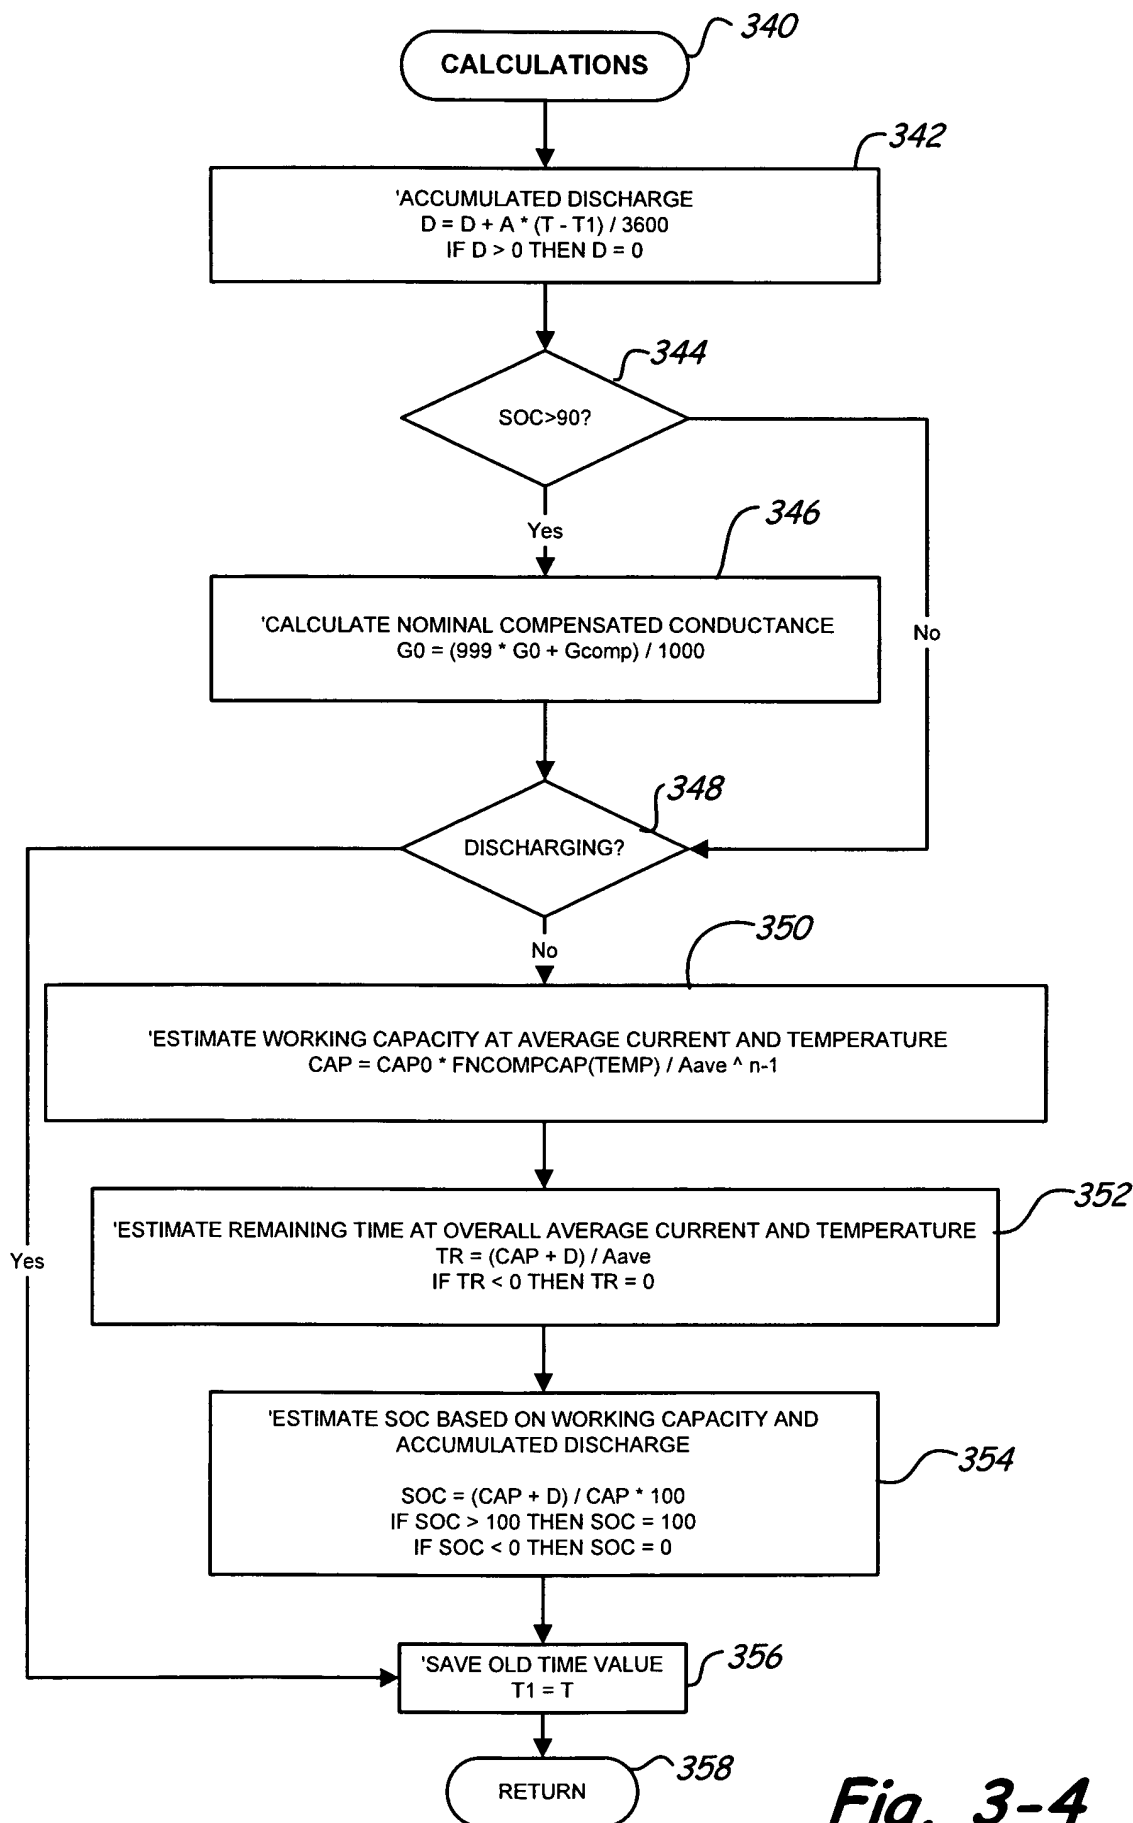 340
CALCULATIONS
342
'ACCUMULATED DISCHARGE
D = D + A * (T - T1) / 3600
IF D > 0 THEN D = 0
344
SOC>90?
Yes
346
'CALCULATE NOMINAL COMPENSATED CONDUCTANCE
G0 = (999 * G0 + Gcomp) / 1000
No
348
DISCHARGING?
No
350
'ESTIMATE WORKING CAPACITY AT AVERAGE CURRENT AND TEMPERATURE
CAP = CAP0 * FNCOMPCAP(TEMP) / Aave ^ n-1
352
'ESTIMATE REMAINING TIME AT OVERALL AVERAGE CURRENT AND TEMPERATURE
TR = (CAP + D) / Aave
IF TR < 0 THEN TR = 0
Yes
354
'ESTIMATE SOC BASED ON WORKING CAPACITY AND
ACCUMULATED DISCHARGE
SOC = (CAP + D) / CAP * 100
IF SOC > 100 THEN SOC = 100
IF SOC < 0 THEN SOC = 0
356
'SAVE OLD TIME VALUE
T1 = T
358
RETURN
Fig. 3-4